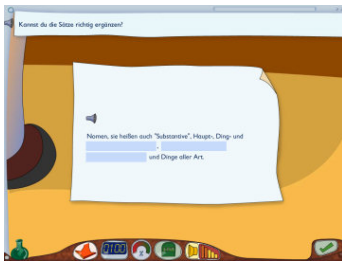 Kannst du die Sätze richtig ergänzen?
Nomen, sie heißen auch "Substantive", Haupt-, Ding- und
,
und Dinge aller Art.